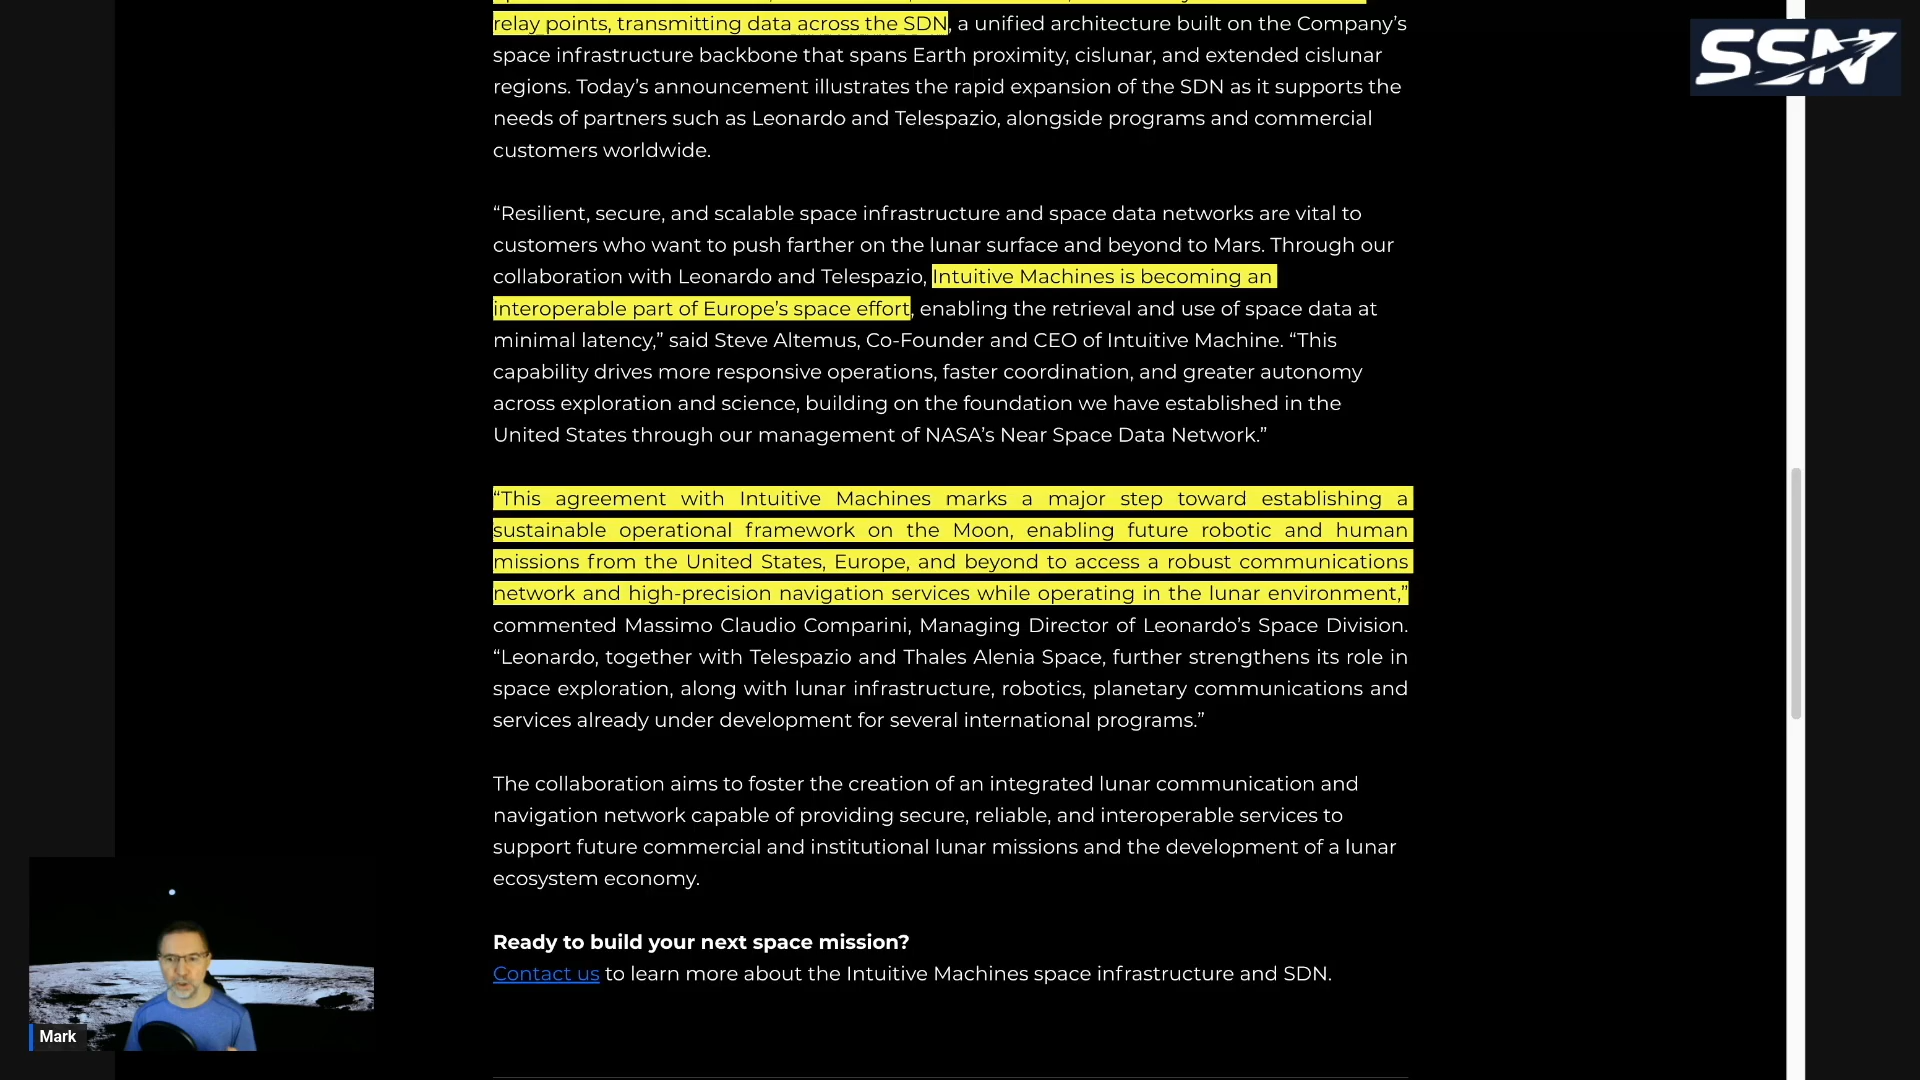 relay points, transmitting data across the SDN, a unified architecture built on the Company’s
space infrastructure backbone that spans Earth proximity, cislunar, and extended cislunar
regions. Today’s announcement illustrates the rapid expansion of the SDN as it supports the
needs of partners such as Leonardo and Telespazio, alongside programs and commercial
customers worldwide.
“Resilient, secure, and scalable space infrastructure and space data networks are vital to
customers who want to push farther on the lunar surface and beyond to Mars. Through our
collaboration with Leonardo and Telespazio, Intuitive Machines is becoming an
interoperable part of Europe’s space effort, enabling the retrieval and use of space data at
minimal latency,” said Steve Altemus, Co-Founder and CEO of Intuitive Machine. “This
capability drives more responsive operations, faster coordination, and greater autonomy
across exploration and science, building on the foundation we have established in the
United States through our management of NASA’s Near Space Data Network.”
“This agreement with Intuitive Machines marks a major step toward establishing a
sustainable operational framework on the Moon, enabling future robotic and human
missions from the United States, Europe, and beyond to access a robust communications
network and high-precision navigation services while operating in the lunar environment,”
commented Massimo Claudio Comparini, Managing Director of Leonardo’s Space Division.
“Leonardo, together with Telespazio and Thales Alenia Space, further strengthens its role in
space exploration, along with lunar infrastructure, robotics, planetary communications and
services already under development for several international programs.”
The collaboration aims to foster the creation of an integrated lunar communication and
navigation network capable of providing secure, reliable, and interoperable services to
support future commercial and institutional lunar missions and the development of a lunar
ecosystem economy.
Ready to build your next space mission?
Contact us to learn more about the Intuitive Machines space infrastructure and SDN.
SSN
Mark